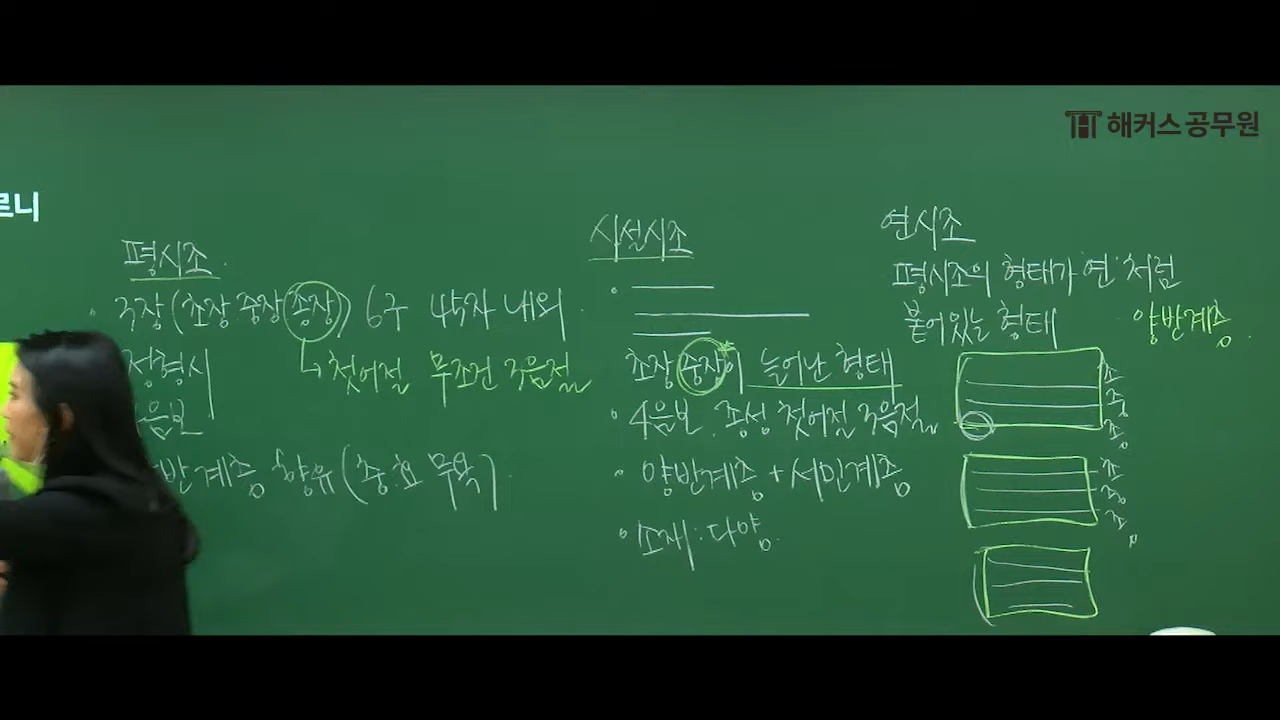 해커스 공무원
르니
평시조
3장(초장 중장 종장) 6구 45자 내외
↳ 첫어절 무조건 3음절
정형시
음보
반계층 향유(충·효 무욕)
사설시조
초장 중장이 늘어난 형태
4음보. 종성 첫어절 3음절
양반계층 + 서민계층
소재: 다양
연시조
평시조의 형태가 '연'처럼
붙어있는 형태
양반계층
초
중
종
초
중